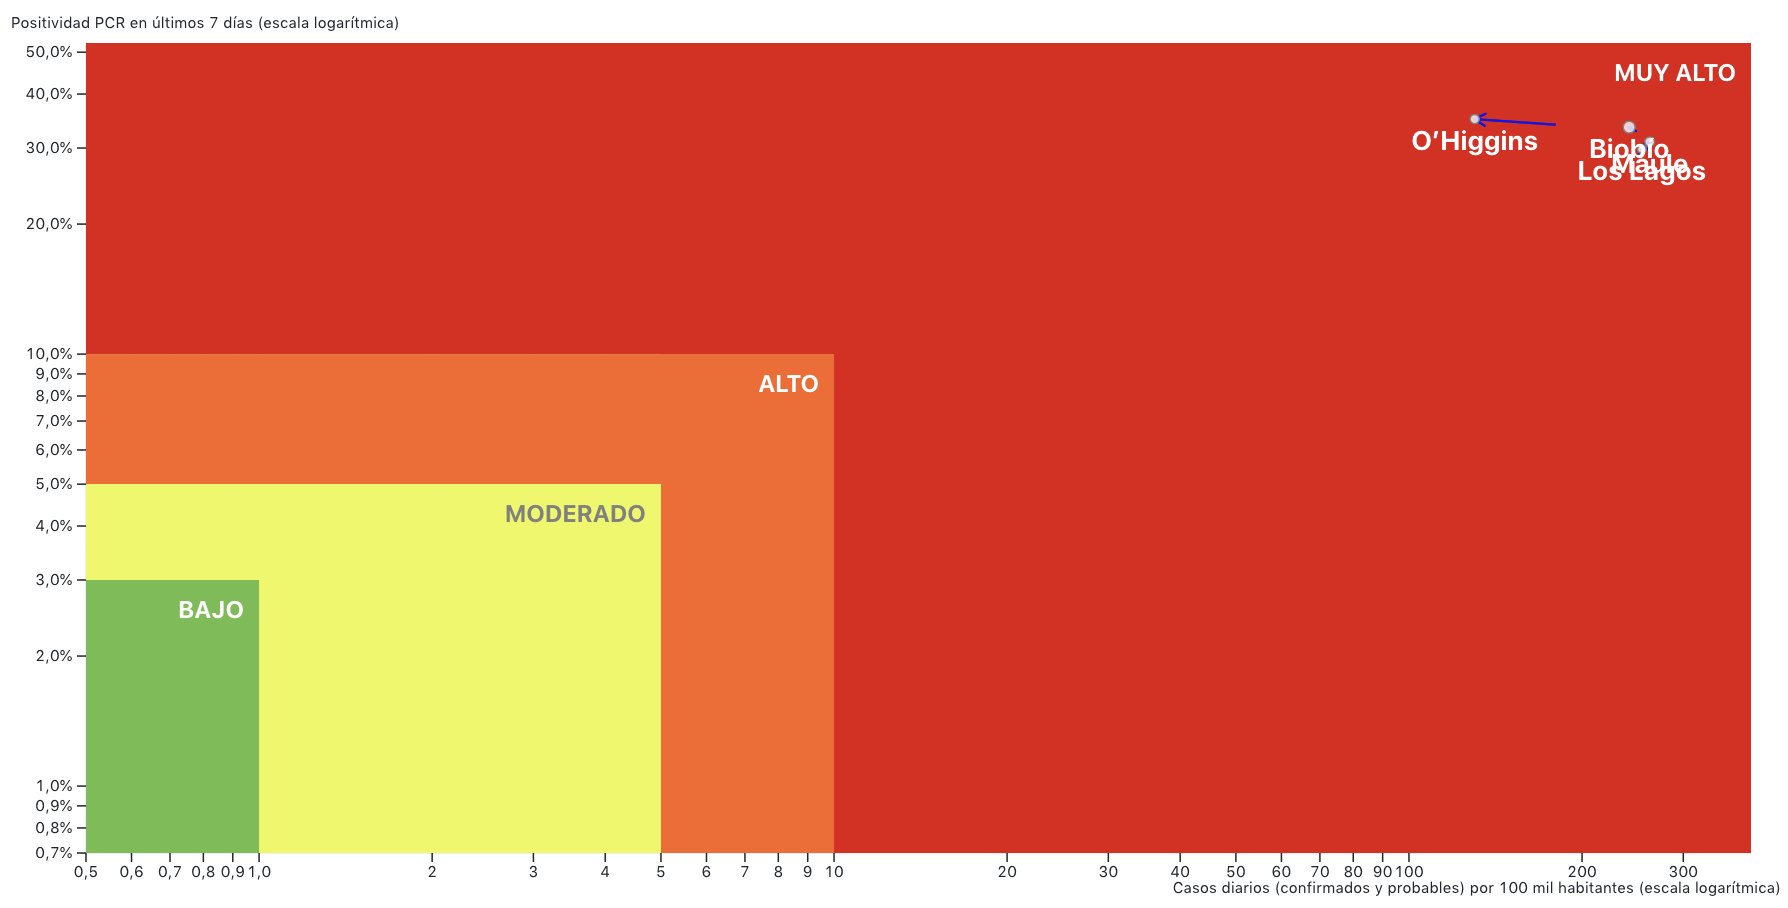 Positividad PCR en últimos 7 días (escala logarítmica)
50,0%
MUY ALTO
40,0%
O’Higgins
30,0%
Biobío
Maule
Los Lagos
20,0%
10,0%
9,0%
ALTO
8,0%
7,0%
6,0%
5,0%
MODERADO
4,0%
3,0%
BAJO
2,0%
1,0%
0,9%
0,8%
0,7%
0,5 0,6 0,7 0,8 0,9 1,0 2 3 4 5 6 7 8 9 10 20 30 40 50 60 70 80 90 100 200 300
Casos diarios (confirmados y probables) por 100 mil habitantes (escala logarítmica)